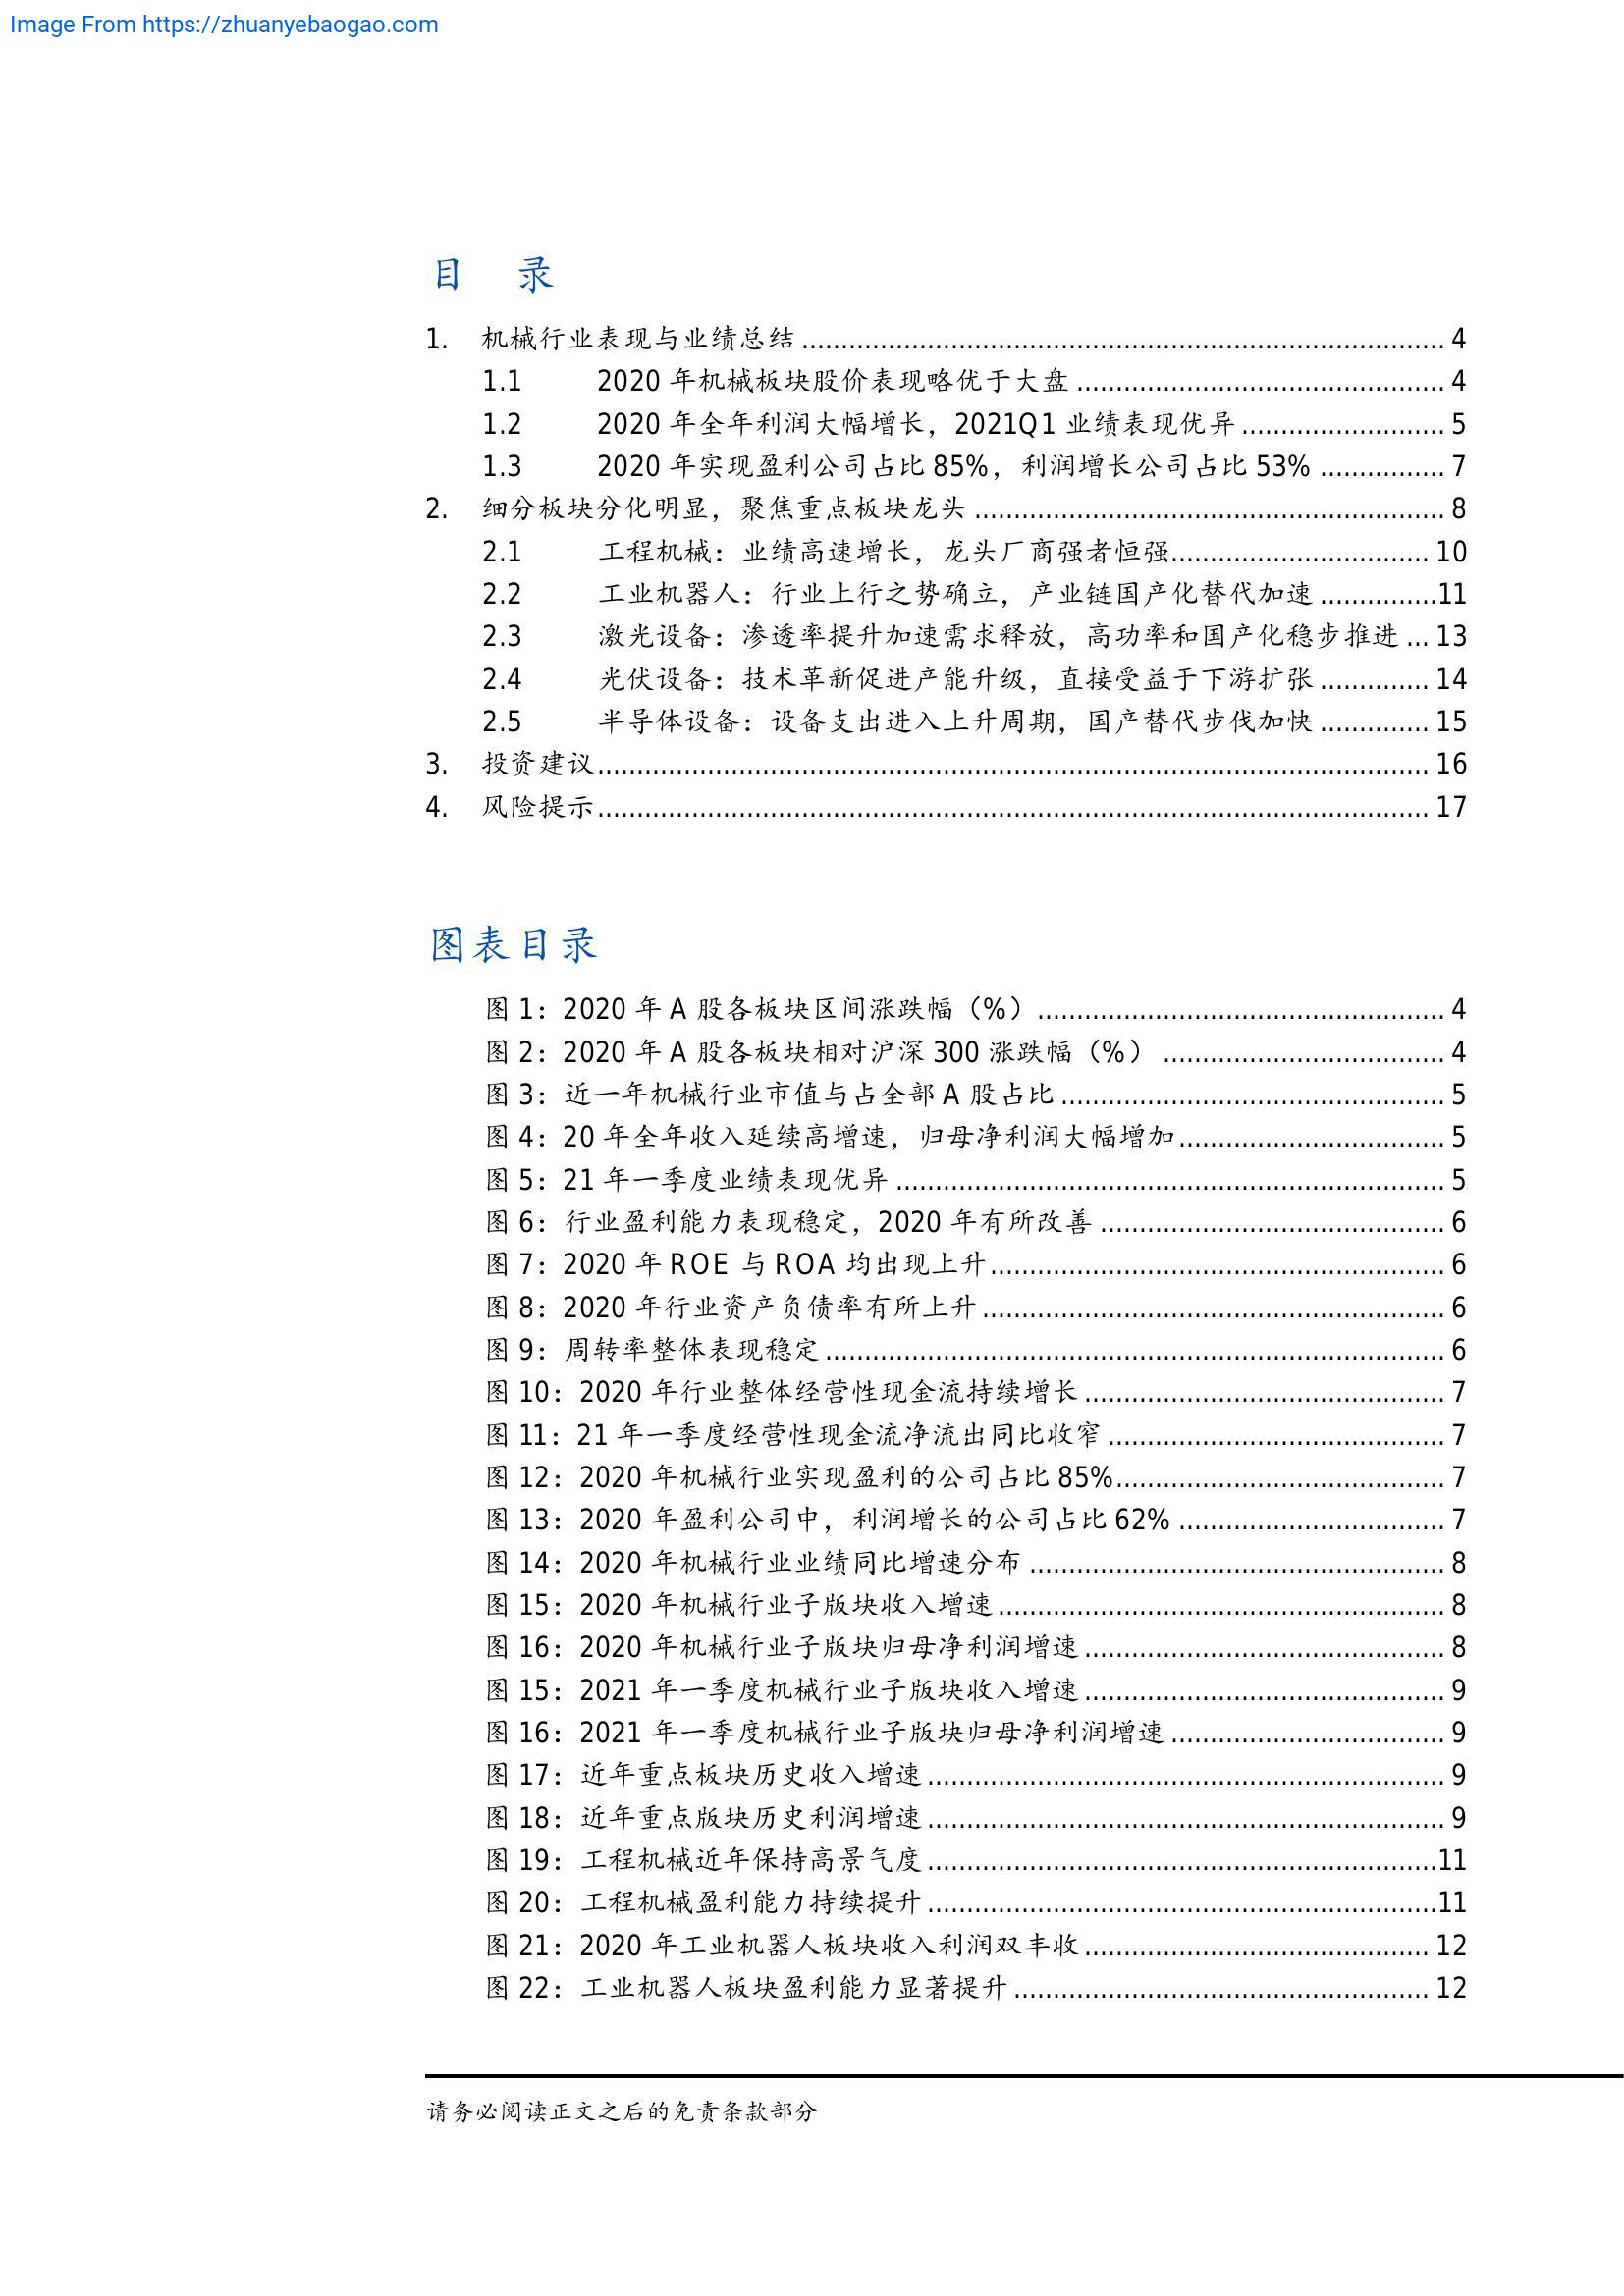 Image From https://zhuanyebaogao.com
目 录
1. 机械行业表现与业绩总结 ........ 4
1.1 2020 年机械板块股价表现略优于大盘 ........ 4
1.2 2020 年全年利润大幅增长，2021Q1 业绩表现优异 ........ 5
1.3 2020 年实现盈利公司占比 85%，利润增长公司占比 53% ........ 7
2. 细分板块分化明显，聚焦重点板块龙头 ........ 8
2.1 工程机械：业绩高速增长，龙头厂商强者恒强........ 10
2.2 工业机器人：行业上行之势确立，产业链国产化替代加速 ........11
2.3 激光设备：渗透率提升加速需求释放，高功率和国产化稳步推进 ... 13
2.4 光伏设备：技术革新促进产能升级，直接受益于下游扩张 ........ 14
2.5 半导体设备：设备支出进入上升周期，国产替代步伐加快 ........ 15
3. 投资建议........ 16
4. 风险提示........ 17
图表目录
图 1：2020 年 A 股各板块区间涨跌幅（%）........ 4
图 2：2020 年 A 股各板块相对沪深 300 涨跌幅（%） ........ 4
图 3：近一年机械行业市值与占全部 A 股占比 ........ 5
图 4：20 年全年收入延续高增速，归母净利润大幅增加........ 5
图 5：21 年一季度业绩表现优异 ........ 5
图 6：行业盈利能力表现稳定，2020 年有所改善 ........ 6
图 7：2020 年 ROE 与 ROA 均出现上升........ 6
图 8：2020 年行业资产负债率有所上升 ........ 6
图 9：周转率整体表现稳定 ........ 6
图 10：2020 年行业整体经营性现金流持续增长 ........ 7
图 11：21 年一季度经营性现金流净流出同比收窄 ........ 7
图 12：2020 年机械行业实现盈利的公司占比 85%........ 7
图 13：2020 年盈利公司中，利润增长的公司占比 62% ........ 7
图 14：2020 年机械行业业绩同比增速分布 ........ 8
图 15：2020 年机械行业子版块收入增速 ........ 8
图 16：2020 年机械行业子版块归母净利润增速 ........ 8
图 15：2021 年一季度机械行业子版块收入增速 ........ 9
图 16：2021 年一季度机械行业子版块归母净利润增速 ........ 9
图 17：近年重点板块历史收入增速 ........ 9
图 18：近年重点版块历史利润增速 ........ 9
图 19：工程机械近年保持高景气度 ........11
图 20：工程机械盈利能力持续提升 ........11
图 21：2020 年工业机器人板块收入利润双丰收 ........ 12
图 22：工业机器人板块盈利能力显著提升 ........ 12
请务必阅读正文之后的免责条款部分